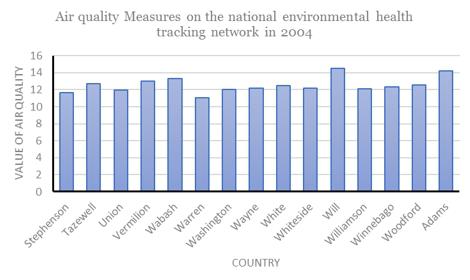 Air quality Measures on the national environmental health
tracking network in 2004
VALUE OF AIR QUALITY
16
14
12
10
8
6
4
2
0
Stephenson
Tazewell
Union
Vermilion
Wabash
Warren
Washington
Wayne
White
Whiteside
Will
Williamson
Winnebago
Woodford
Adams
COUNTRY